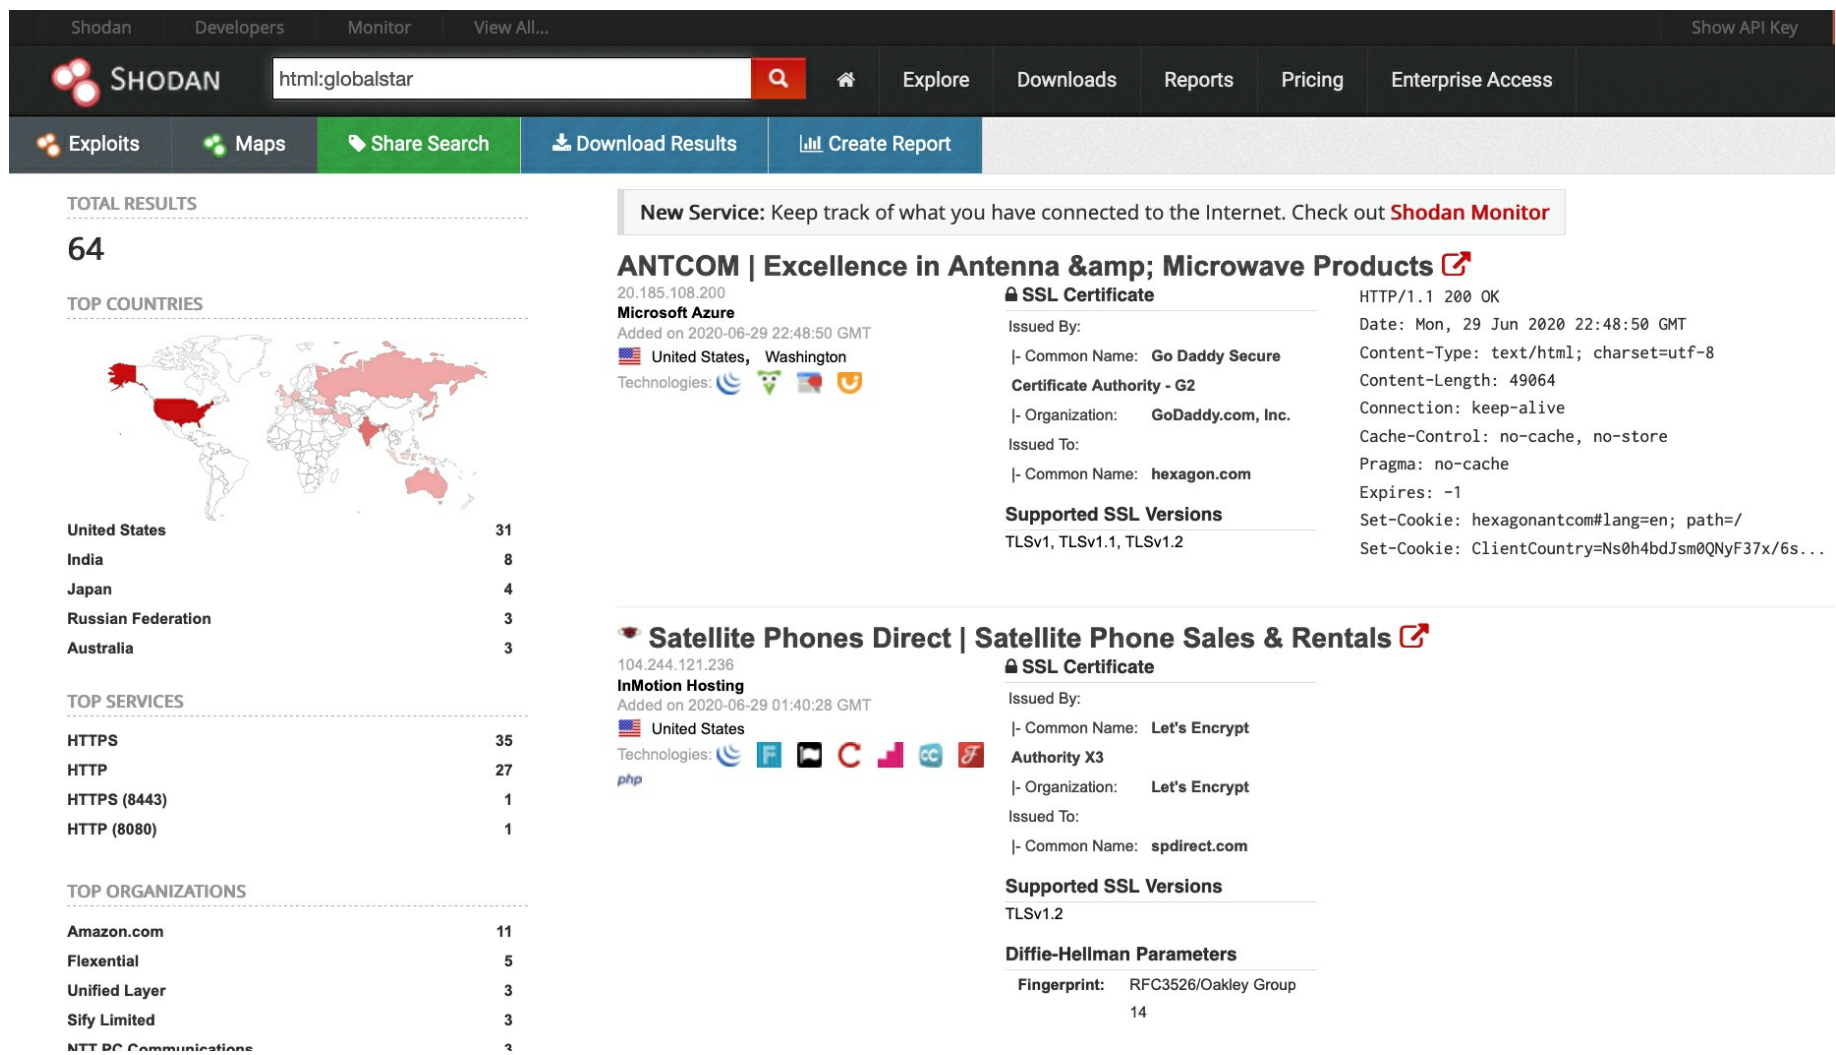 Shodan Developers Monitor View All... Show API Key
SHODAN html:globalstar Explore Downloads Reports Pricing Enterprise Access
Exploits Maps Share Search Download Results Create Report
TOTAL RESULTS
64
TOP COUNTRIES
United States 31
India 8
Japan 4
Russian Federation 3
Australia 3
TOP SERVICES
HTTPS 35
HTTP 27
HTTPS (8443) 1
HTTP (8080) 1
TOP ORGANIZATIONS
Amazon.com 11
Flexential 5
Unified Layer 3
Sify Limited 3
NTT PC Communications 3
New Service: Keep track of what you have connected to the Internet. Check out Shodan Monitor
ANTCOM | Excellence in Antenna &amp; Microwave Products
20.185.108.200
Microsoft Azure
Added on 2020-06-29 22:48:50 GMT
United States, Washington
Technologies:
SSL Certificate
Issued By:
|- Common Name: Go Daddy Secure
Certificate Authority - G2
|- Organization: GoDaddy.com, Inc.
Issued To:
|- Common Name: hexagon.com
Supported SSL Versions
TLSv1, TLSv1.1, TLSv1.2
HTTP/1.1 200 OK
Date: Mon, 29 Jun 2020 22:48:50 GMT
Content-Type: text/html; charset=utf-8
Content-Length: 49064
Connection: keep-alive
Cache-Control: no-cache, no-store
Pragma: no-cache
Expires: -1
Set-Cookie: hexagonantcom#lang=en; path=/
Set-Cookie: ClientCountry=Ns0h4bdJsm0QNyF37x/6s...
Satellite Phones Direct | Satellite Phone Sales & Rentals
104.244.121.236
InMotion Hosting
Added on 2020-06-29 01:40:28 GMT
United States
Technologies:
php
SSL Certificate
Issued By:
|- Common Name: Let's Encrypt
Authority X3
|- Organization: Let's Encrypt
Issued To:
|- Common Name: spdirect.com
Supported SSL Versions
TLSv1.2
Diffie-Hellman Parameters
Fingerprint: RFC3526/Oakley Group
14